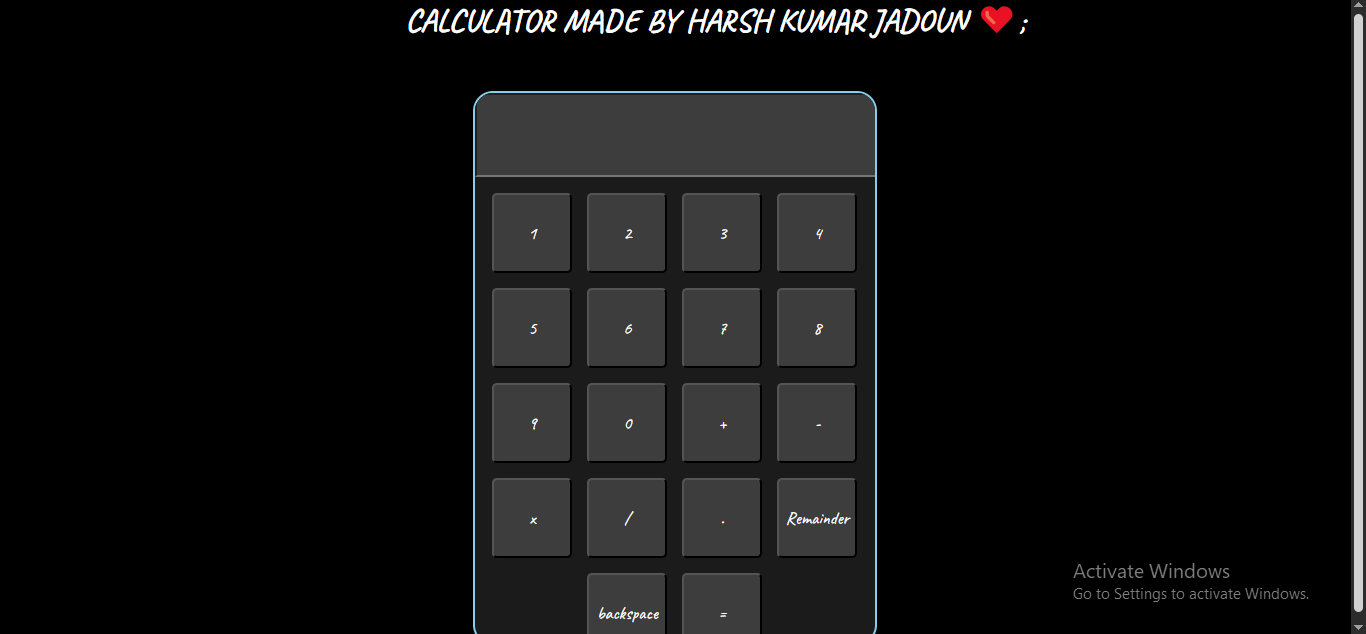 CALCULATOR MADE BY HARSH KUMAR JADOUN ❤️ ;
1 2 3 4
5 6 7 8
9 0 + -
x / . Remainder
backspace =
Activate Windows
Go to Settings to activate Windows.